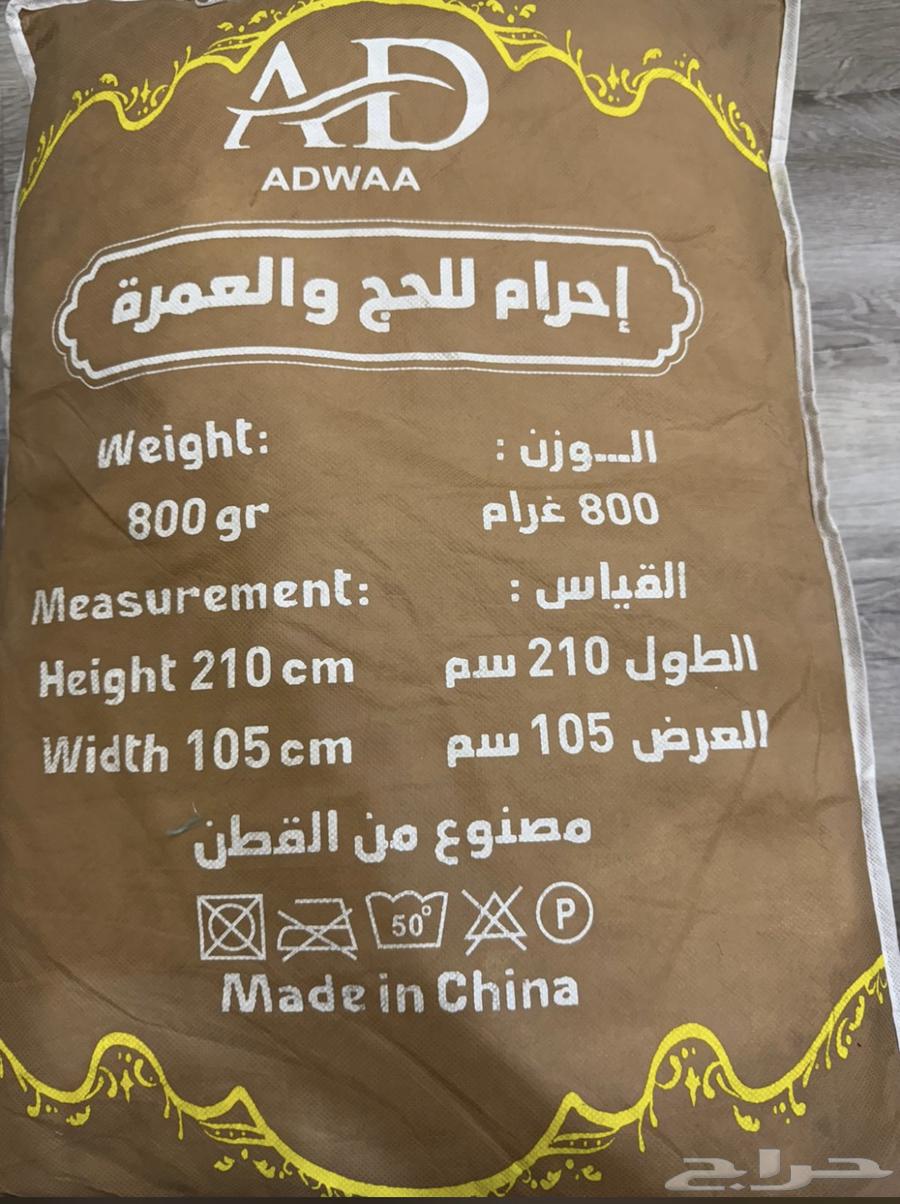 AD
ADWAA
إحرام للحج والعمرة
Weight:
الــوزن :
800 gr
800 غرام
Measurement:
القياس :
Height 210 cm
الطول 210 سم
Width 105 cm
العرض 105 سم
مصنوع من القطن
50° P
Made in China
حراج